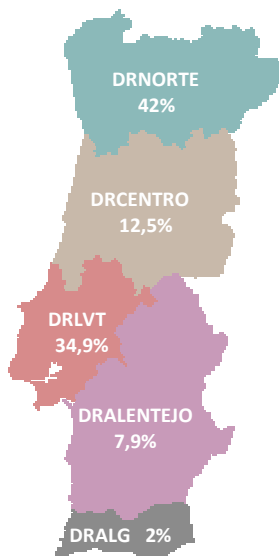 DRNORTE
42%
DRCENTRO
12,5%
DRLVT
34,9%
DRALENTEJO
7,9%
DRALG 2%